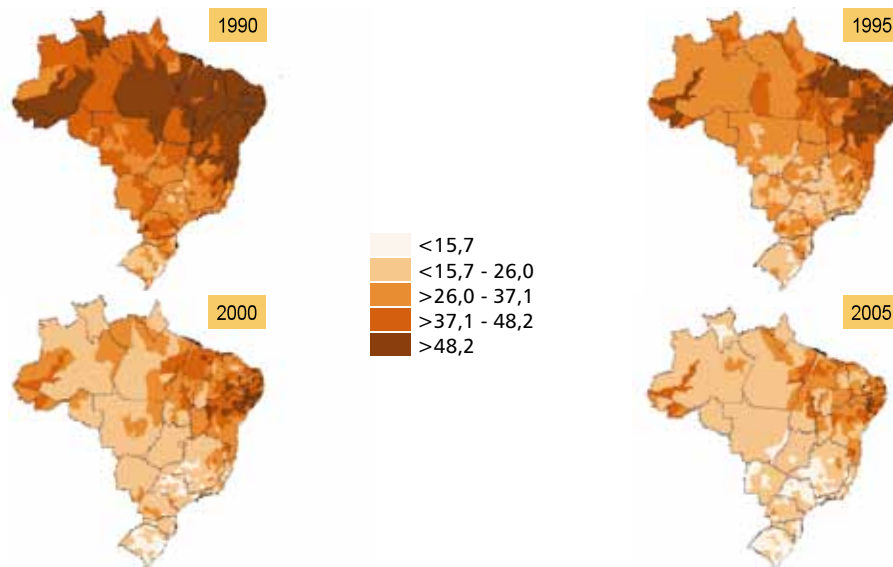 1990
1995
<15,7
<15,7 - 26,0
>26,0 - 37,1
>37,1 - 48,2
>48,2
2000
2005